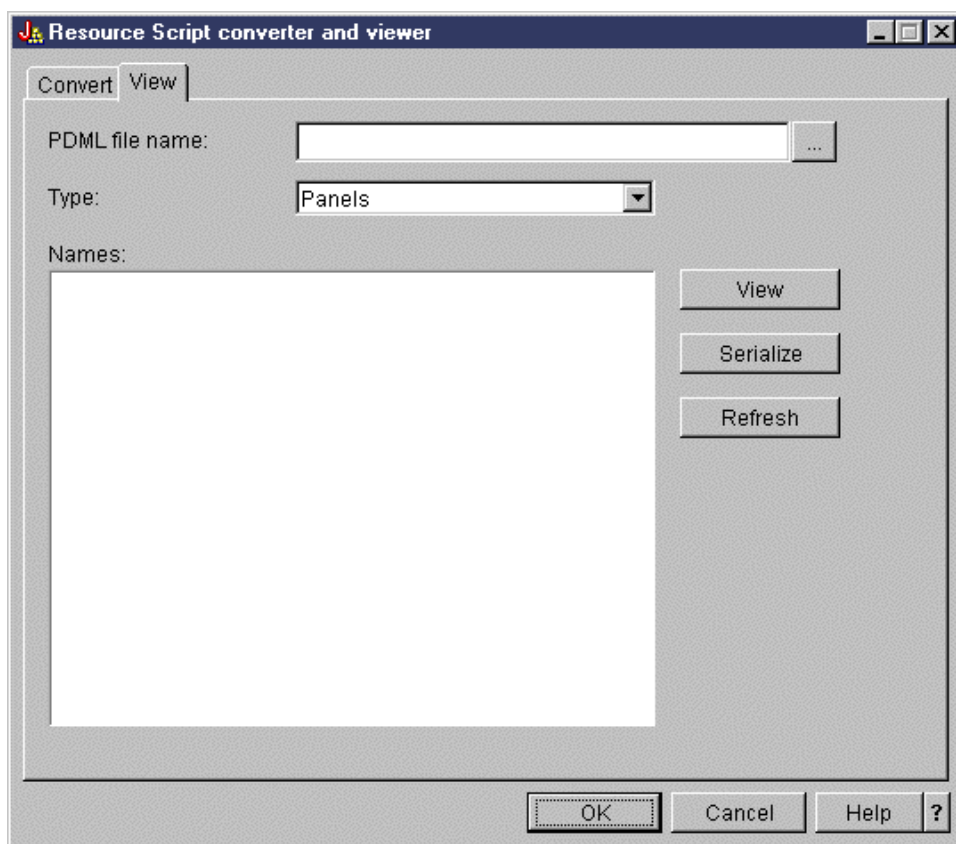 Resource Script converter and viewer
Convert View
PDML file name:
...
Type: Panels
Names:
View
Serialize
Refresh
OK Cancel Help ?